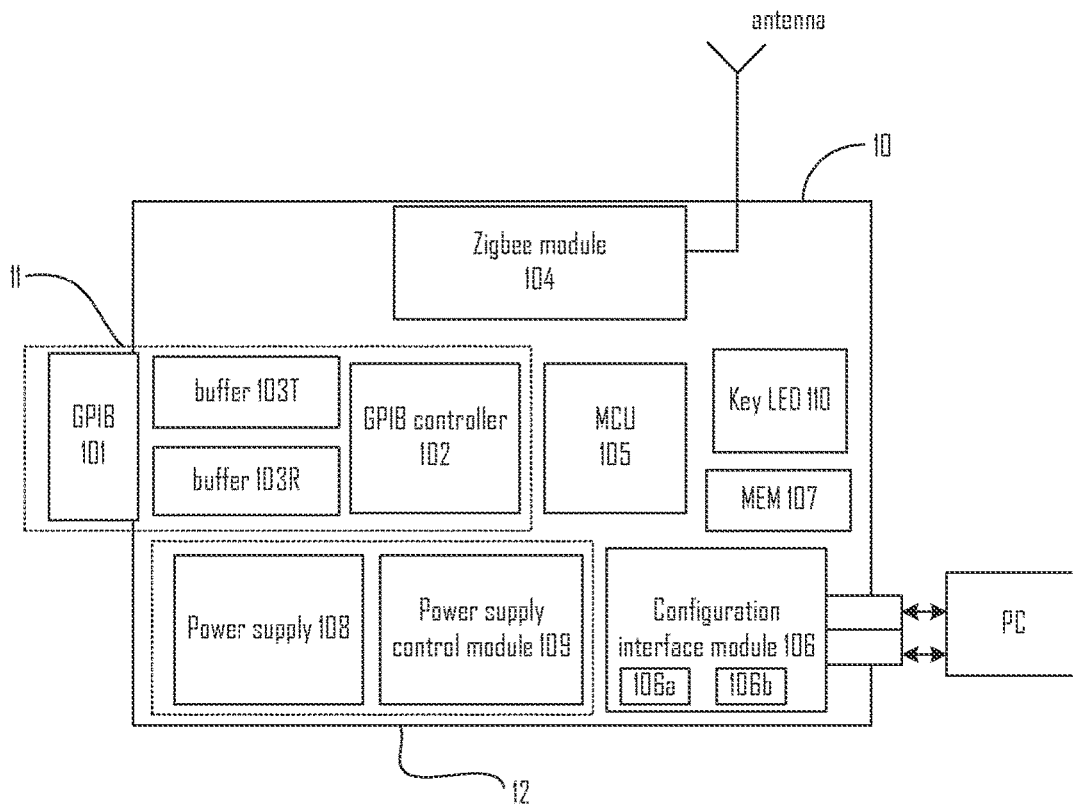 antenna
10
Zigbee module
104
11
GPIB
101
buffer 103T
buffer 103R
GPIB controller
102
MCU
105
Key LED 110
MEM 107
Power supply 108
Power supply
control module 109
Configuration
interface module 106
106a
106b
PC
12